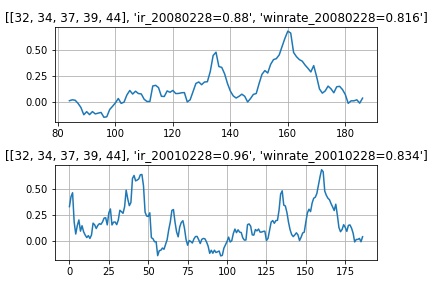 [[32, 34, 37, 39, 44], 'ir_20080228=0.88', 'winrate_20080228=0.816']
0.50
0.25
0.00
80 100 120 140 160 180
[[32, 34, 37, 39, 44], 'ir_20010228=0.96', 'winrate_20010228=0.834']
0.50
0.25
0.00
0 25 50 75 100 125 150 175